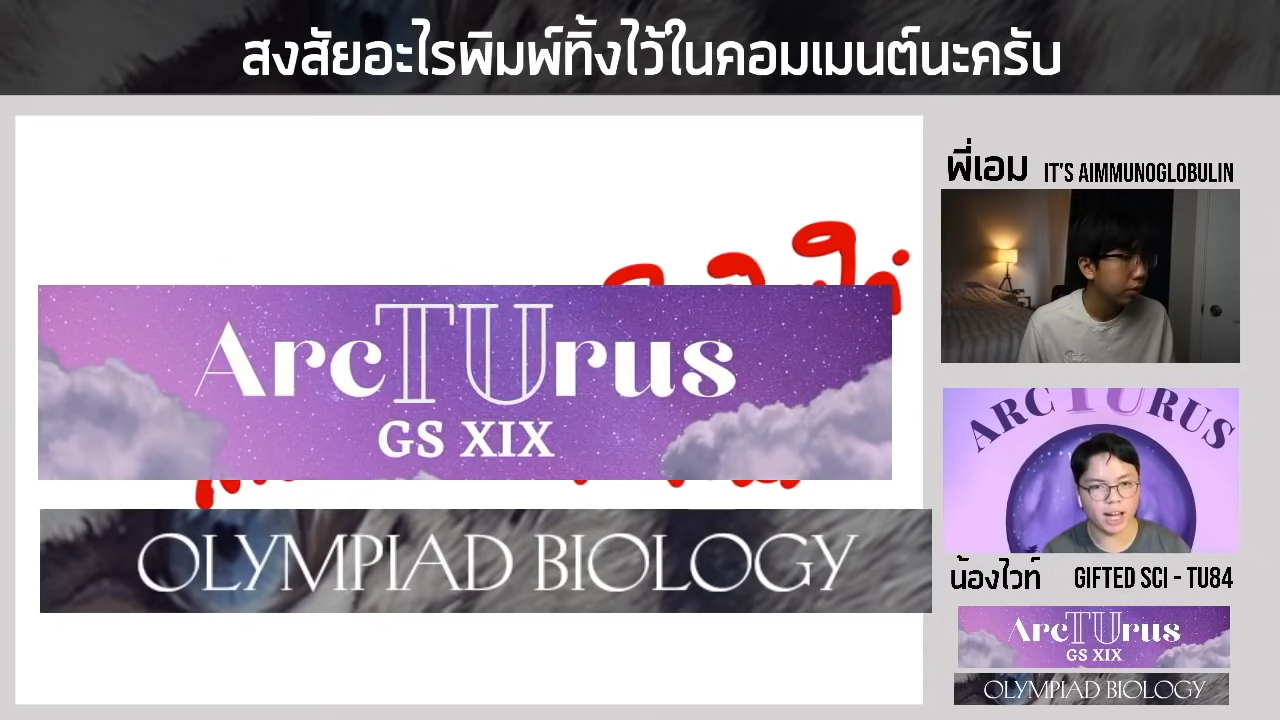 สงสัยอะไรพิมพ์ทิ้งไว้ในคอมเมนต์นะครับ
พี่เอม IT'S AIMMUNOGLOBULIN
ArcTUrus
GS XIX
OLYMPIAD BIOLOGY
ARCTURUS
น้องไวท์ GIFTED SCI - TU84
ArcTUrus
GS XIX
OLYMPIAD BIOLOGY